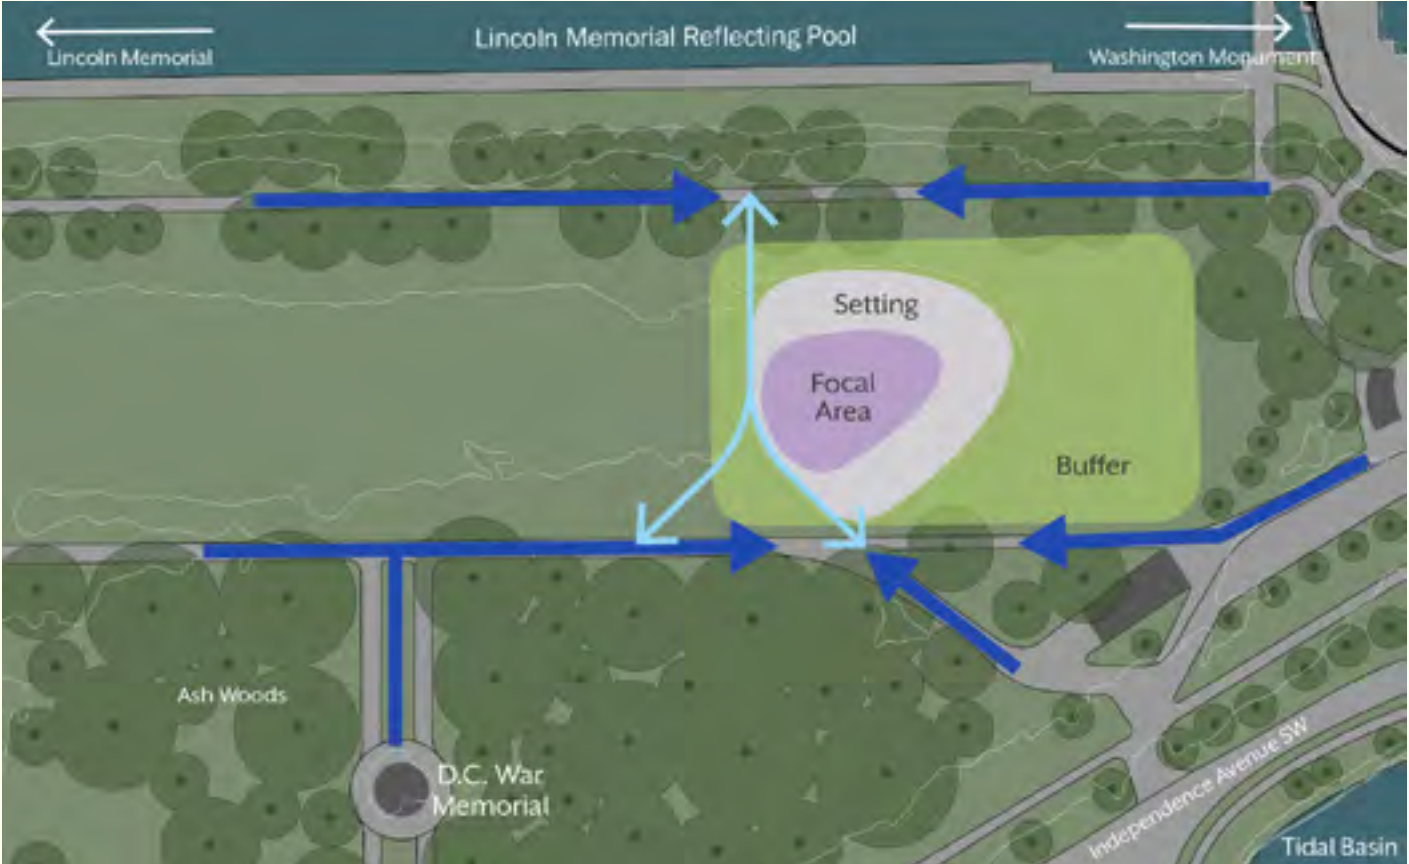 Lincoln Memorial
Lincoln Memorial Reflecting Pool
Washington Monument
Setting
Focal
Area
Buffer
Ash Woods
D.C. War
Memorial
Independence Avenue SW
Tidal Basin